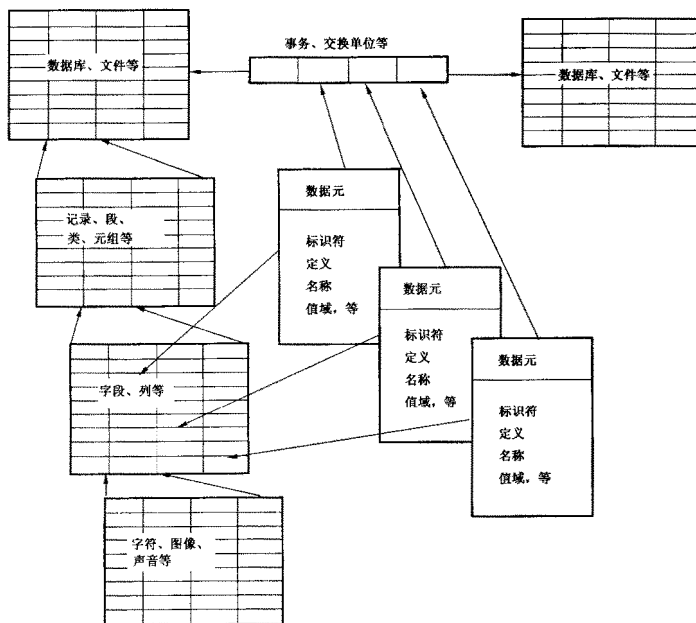 事务、交换单位等
数据库、文件等
数据库、文件等
数据元
标识符
定义
名称
值域，等
记录、段、
类、元组等
数据元
标识符
定义
名称
值域，等
数据元
标识符
定义
名称
值域，等
字段、列等
字符、图像、
声音等